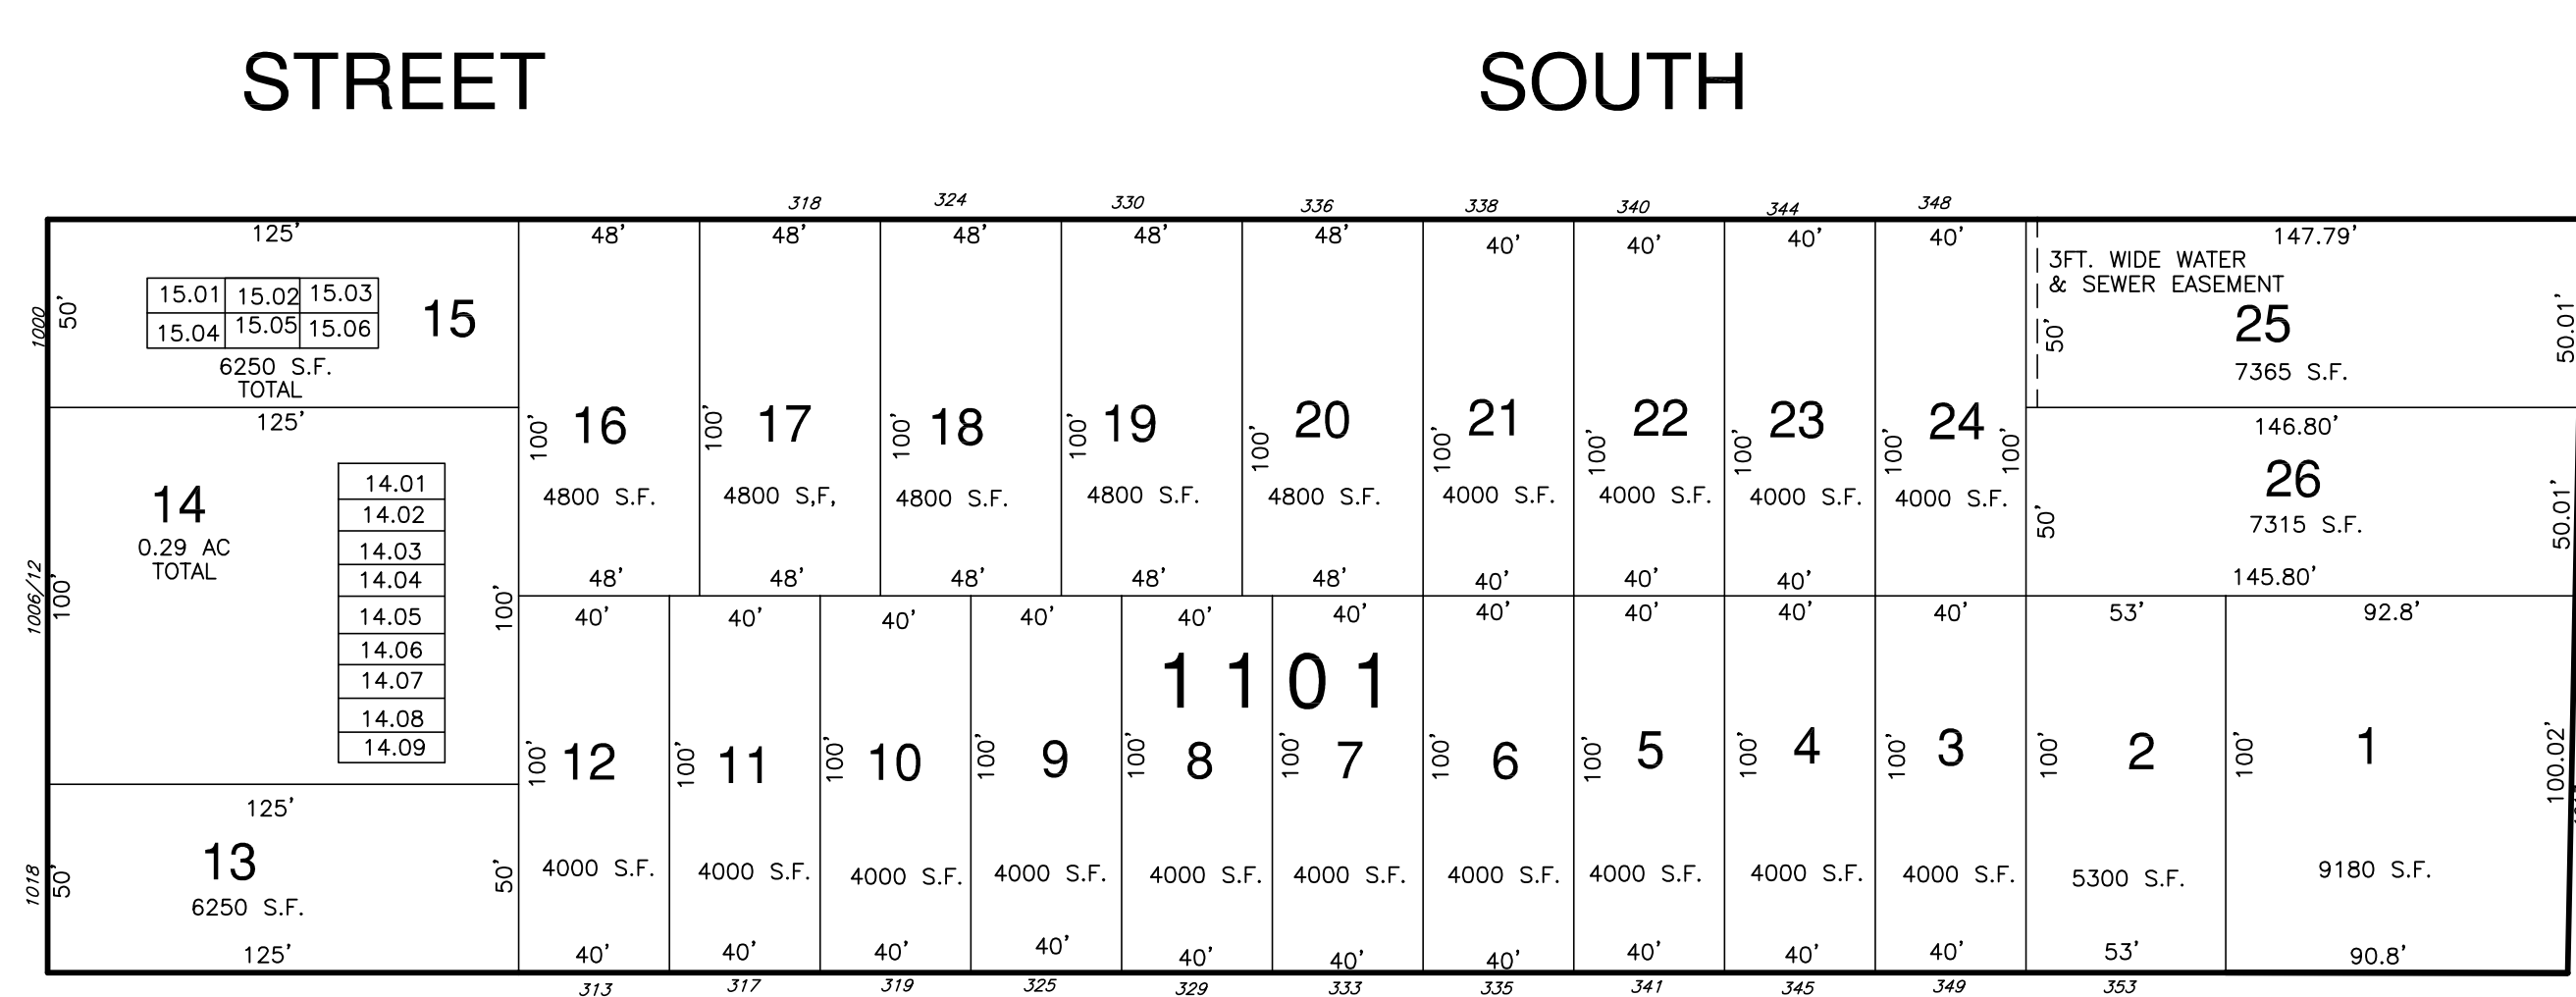 STREET SOUTH
318 324 330 336 338 340 344 348
125' 48' 48' 48' 48' 48' 40' 40' 40' 40' 147.79'
3FT. WIDE WATER
& SEWER EASEMENT
1000 50' 15.01 15.02 15.03 15 50' 25 50.01'
15.04 15.05 15.06
6250 S.F. 7365 S.F.
TOTAL
125' 146.80'
100' 16 100' 17 100' 18 100' 19 100' 20 100' 21 100' 22 100' 23 100' 24 100'
4800 S.F. 4800 S,F, 4800 S.F. 4800 S.F. 4800 S.F. 4000 S.F. 4000 S.F. 4000 S.F. 4000 S.F.
50' 26 50.01'
7315 S.F.
14 14.01
14.02
0.29 AC 14.03
TOTAL 14.04
1006/12 100' 100'
14.05
14.06
14.07
14.08
14.09
48' 48' 48' 48' 48' 40' 40' 40' 145.80'
40' 40' 40' 40' 40' 40' 40' 40' 40' 53' 92.8'
1101
100' 12 100' 11 100' 10 100' 9 100' 8 100' 7 100' 6 100' 5 100' 4 100' 3 100' 2 100' 1 100.02'
125'
1018 50' 13 50'
6250 S.F.
4000 S.F. 4000 S.F. 4000 S.F. 4000 S.F. 4000 S.F. 4000 S.F. 4000 S.F. 4000 S.F. 4000 S.F. 4000 S.F. 5300 S.F. 9180 S.F.
125' 40' 40' 40' 40' 40' 40' 40' 40' 40' 40' 53' 90.8'
313 317 319 325 329 333 335 341 345 349 353